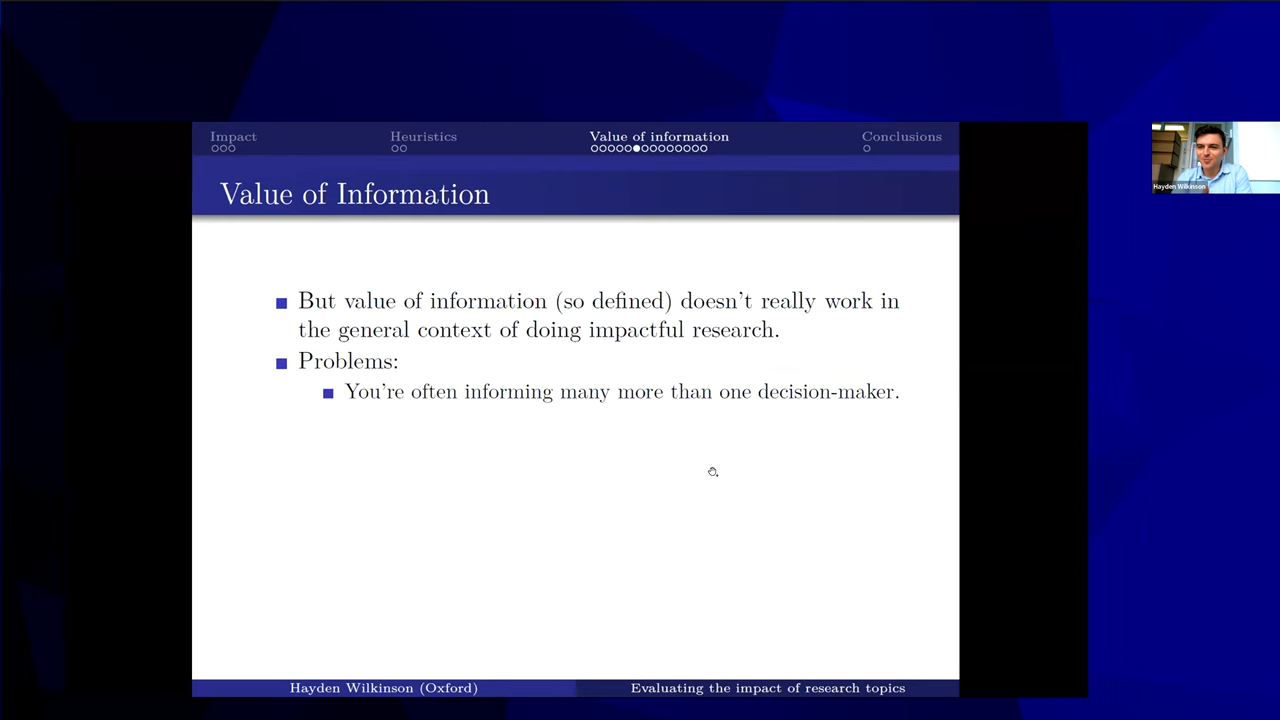 Impact
Heuristics
Value of information
Conclusions
Value of Information
But value of information (so defined) doesn't really work in
the general context of doing impactful research.
Problems:
You're often informing many more than one decision-maker.
Hayden Wilkinson
Hayden Wilkinson (Oxford)
Evaluating the impact of research topics